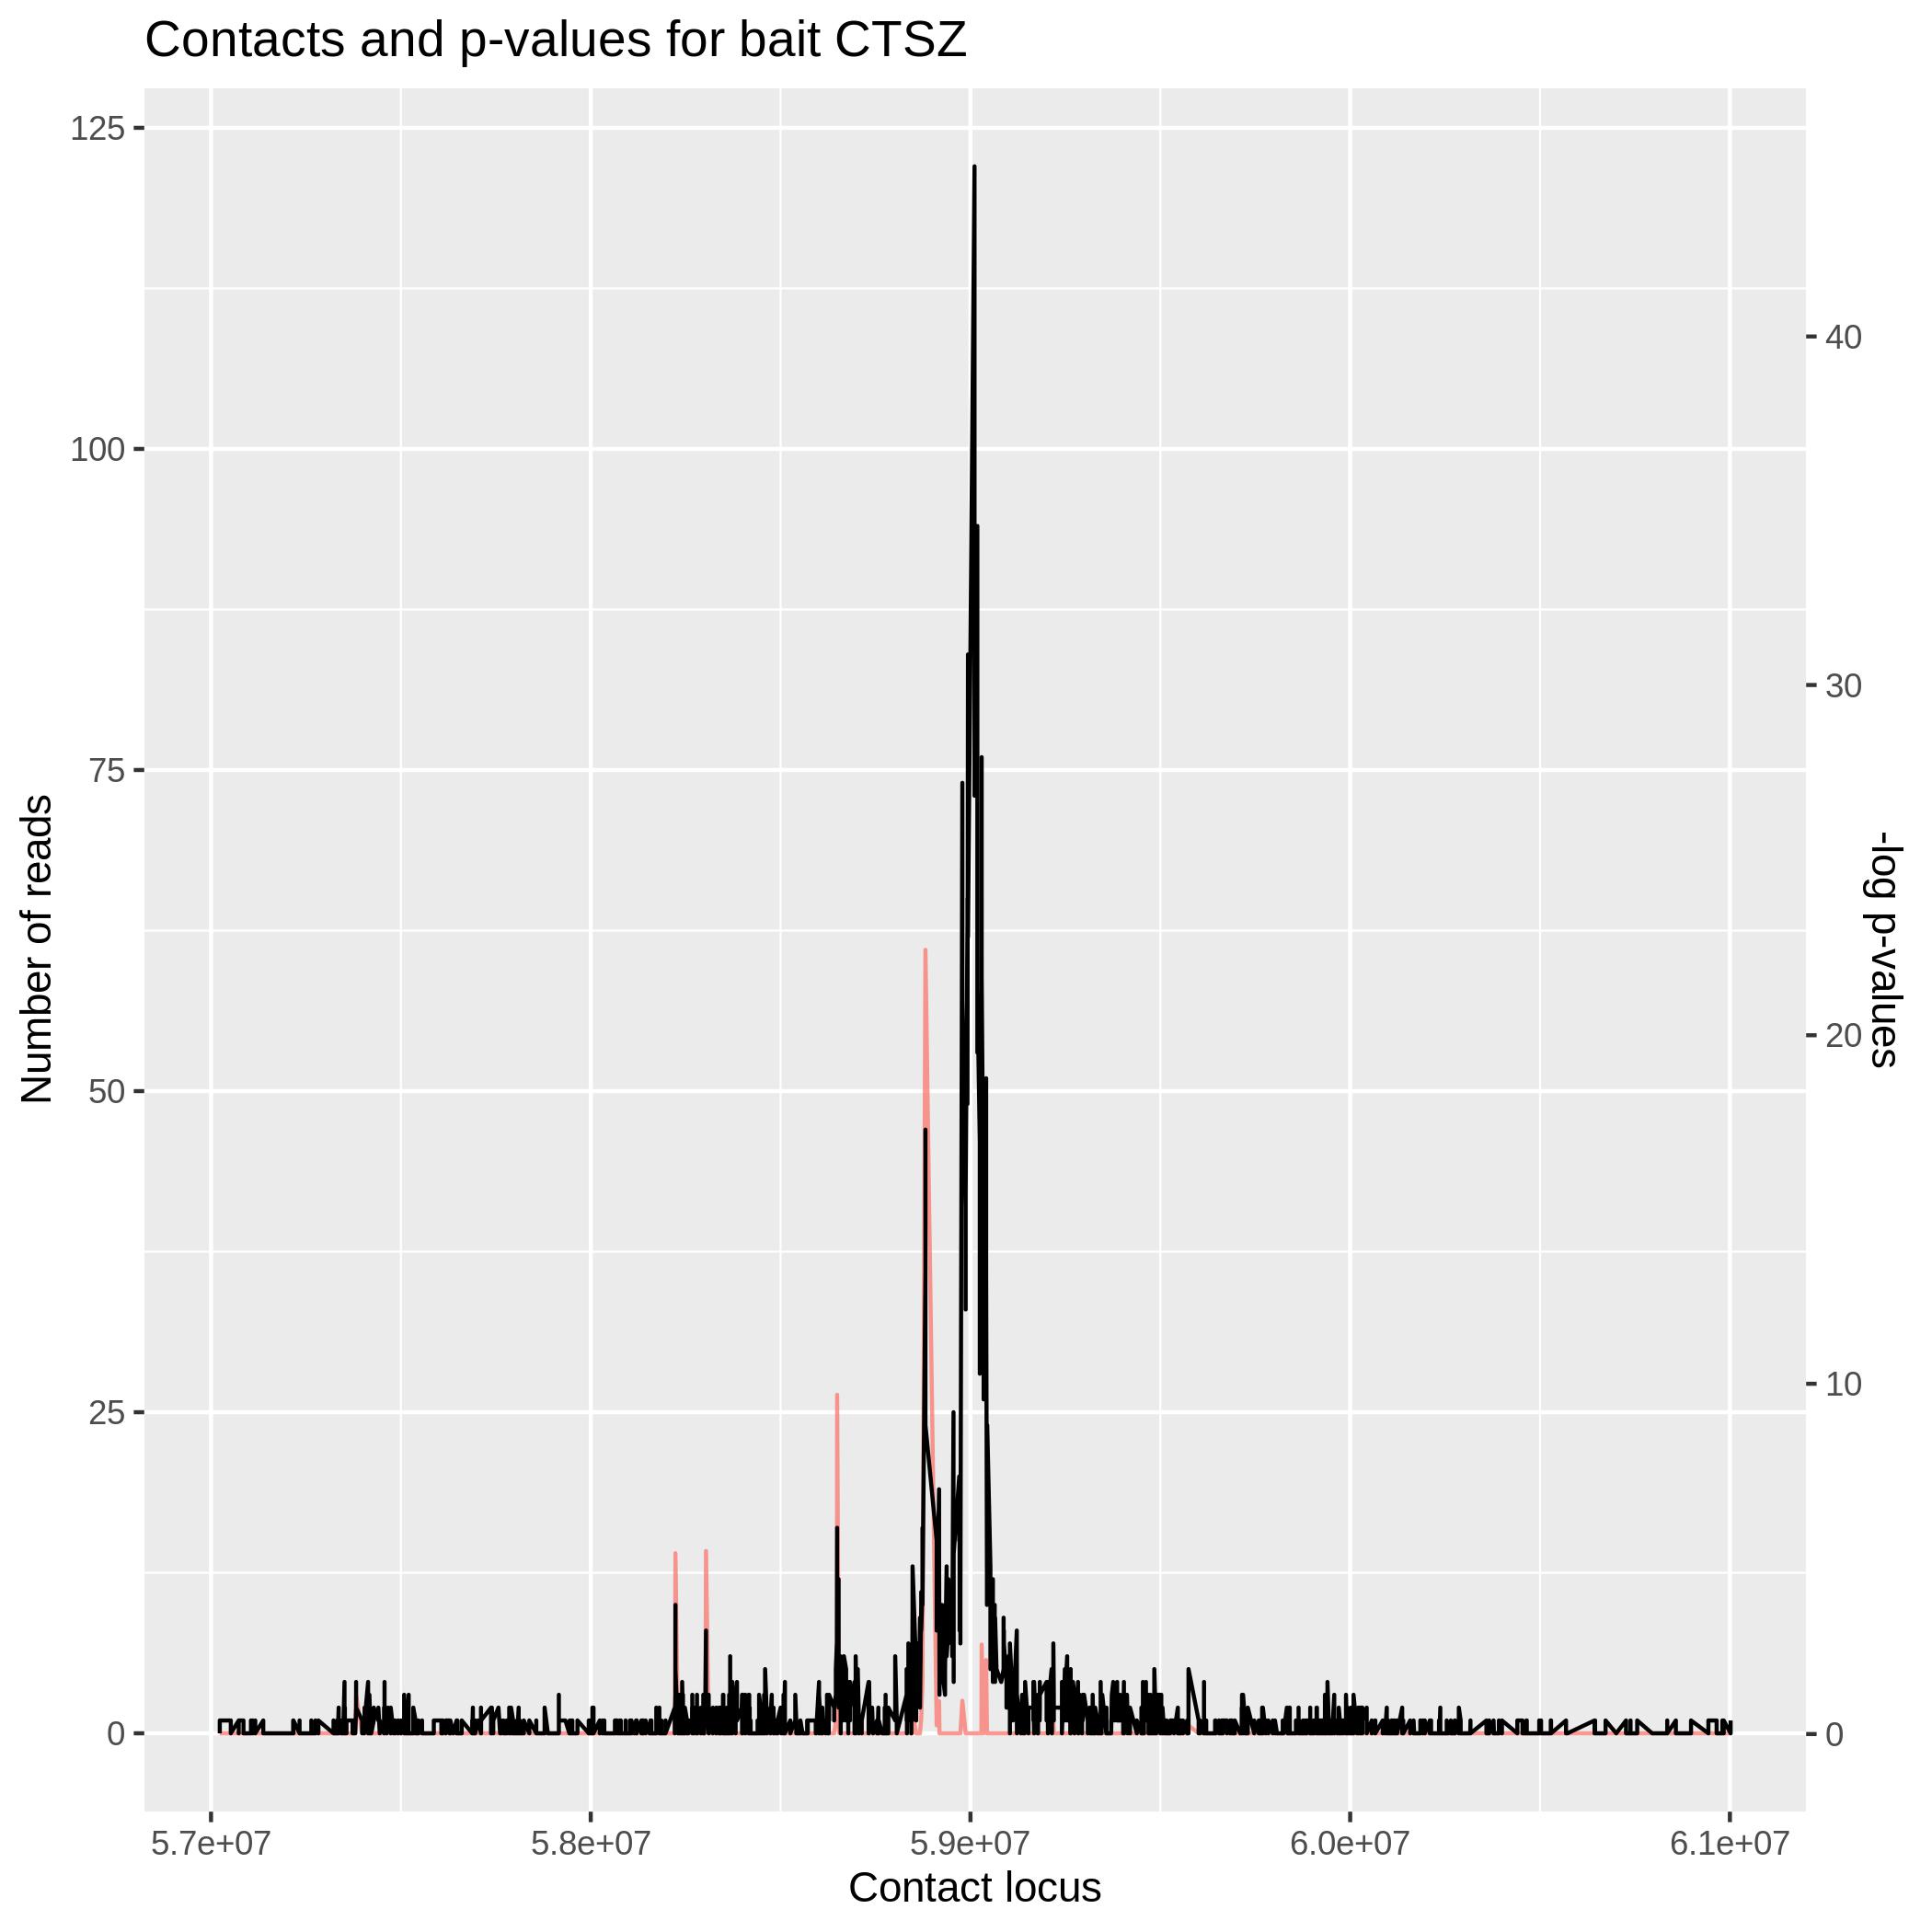 Contacts and p-values for bait CTSZ
125
100
75
50
25
0
Number of reads
40
30
20
10
0
-log p-values
5.7e+07 5.8e+07 5.9e+07 6.0e+07 6.1e+07
Contact locus